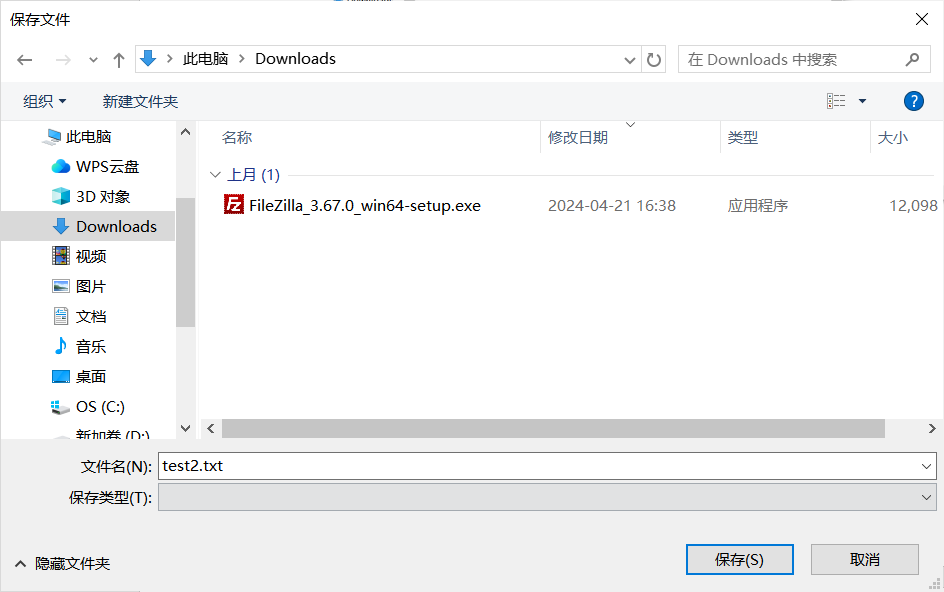 保存文件
此电脑 Downloads
在 Downloads 中搜索
组织 新建文件夹
?
此电脑
WPS云盘
3D 对象
Downloads
视频
图片
文档
音乐
桌面
OS (C:)
新加卷 (D:)
名称 修改日期 类型 大小
上月 (1)
FileZilla_3.67.0_win64-setup.exe 2024-04-21 16:38 应用程序 12,098
文件名(N): test2.txt
保存类型(T):
隐藏文件夹
保存(S) 取消